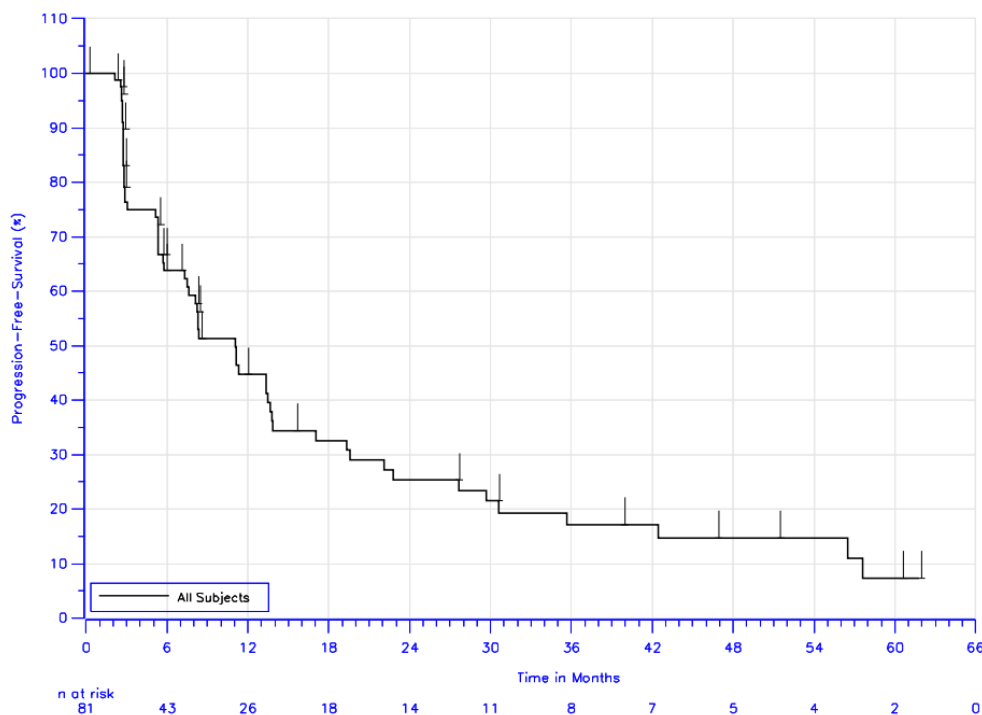 110
100
90
80
70
60
50
40
30
20
10
0
Progression-Free-Survival (%)
All Subjects
0 6 12 18 24 30 36 42 48 54 60 66
Time in Months
n at risk
81 43 26 18 14 11 8 7 5 4 2 0